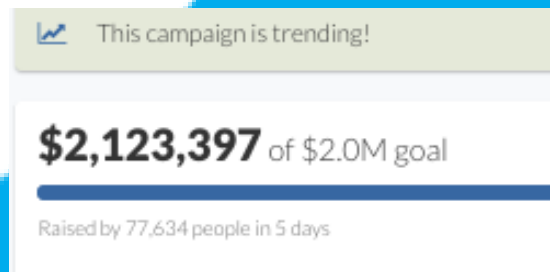 This campaign is trending!
$2,123,397 of $2.0M goal
Raised by 77,634 people in 5 days